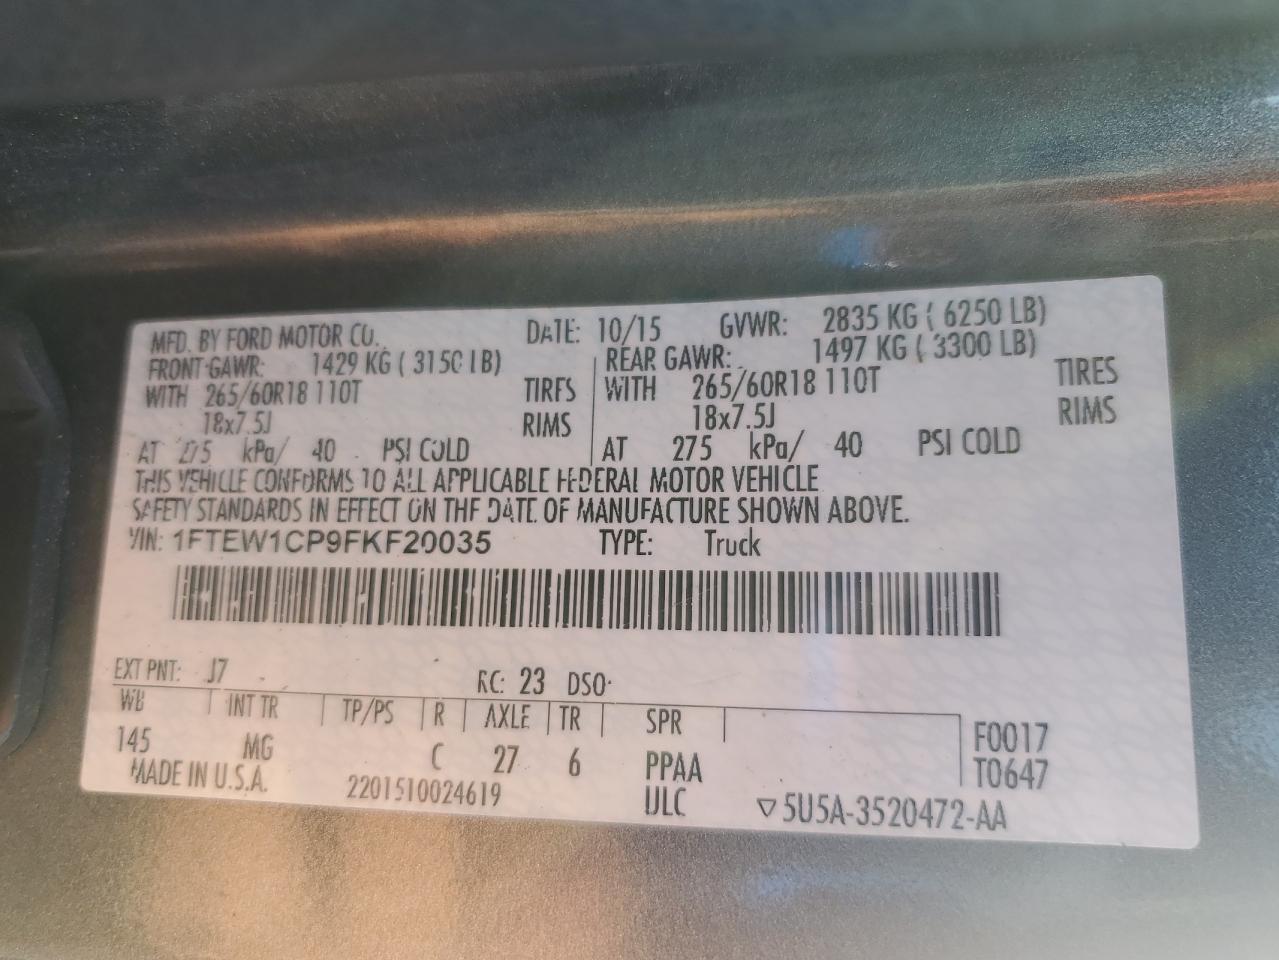 MFD. BY FORD MOTOR CO. DATE: 10/15 GVWR: 2835 KG ( 6250 LB)
FRONT GAWR: 1429 KG ( 3150 LB) REAR GAWR: 1497 KG ( 3300 LB)
WITH 265/60R18 110T TIRES WITH 265/60R18 110T TIRES
18x7.5J RIMS 18x7.5J RIMS
AT 275 kPa/ 40 PSI COLD AT 275 kPa/ 40 PSI COLD
THIS VEHICLE CONFORMS TO ALL APPLICABLE FEDERAL MOTOR VEHICLE
SAFETY STANDARDS IN EFFECT ON THE DATE OF MANUFACTURE SHOWN ABOVE.
VIN: 1FTEW1CP9FKF20035 TYPE: Truck
EXT PNT: J7 RC: 23 DSO:
WB INT TR TP/PS R AXLE TR SPR F0017
145 MG C 27 6 PPAA T0647
MADE IN U.S.A. 2201510024619 ULC ▽5U5A-3520472-AA